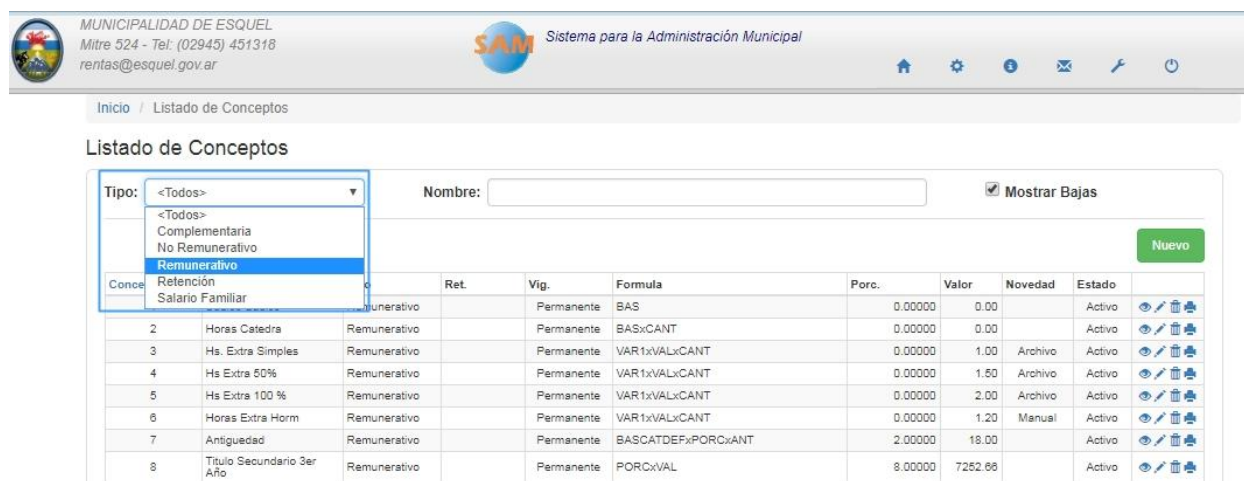 MUNICIPALIDAD DE ESQUEL
Mitre 524 - Tel: (02945) 451318
rentas@esquel.gov.ar
SAM
Sistema para la Administración Municipal
Inicio / Listado de Conceptos
Listado de Conceptos
Tipo: <Todos> Nombre: Mostrar Bajas
<Todos>
Complementaria
No Remunerativo
Remunerativo
Retención
Salario Familiar
Nuevo
Conce Ret. Vig. Formula Porc. Valor Novedad Estado
Remunerativo Permanente BAS 0.00000 0.00 Activo
2 Horas Catedra Remunerativo Permanente BASxCANT 0.00000 0.00 Activo
3 Hs. Extra Simples Remunerativo Permanente VAR1xVALxCANT 0.00000 1.00 Archivo Activo
4 Hs Extra 50% Remunerativo Permanente VAR1xVALxCANT 0.00000 1.50 Archivo Activo
5 Hs Extra 100 % Remunerativo Permanente VAR1xVALxCANT 0.00000 2.00 Archivo Activo
6 Horas Extra Horm Remunerativo Permanente VAR1xVALxCANT 0.00000 1.20 Manual Activo
7 Antiguedad Remunerativo Permanente BASCATDEFxPORCxANT 2.00000 18.00 Activo
8 Titulo Secundario 3er Año Remunerativo Permanente PORCxVAL 8.00000 7252.66 Activo